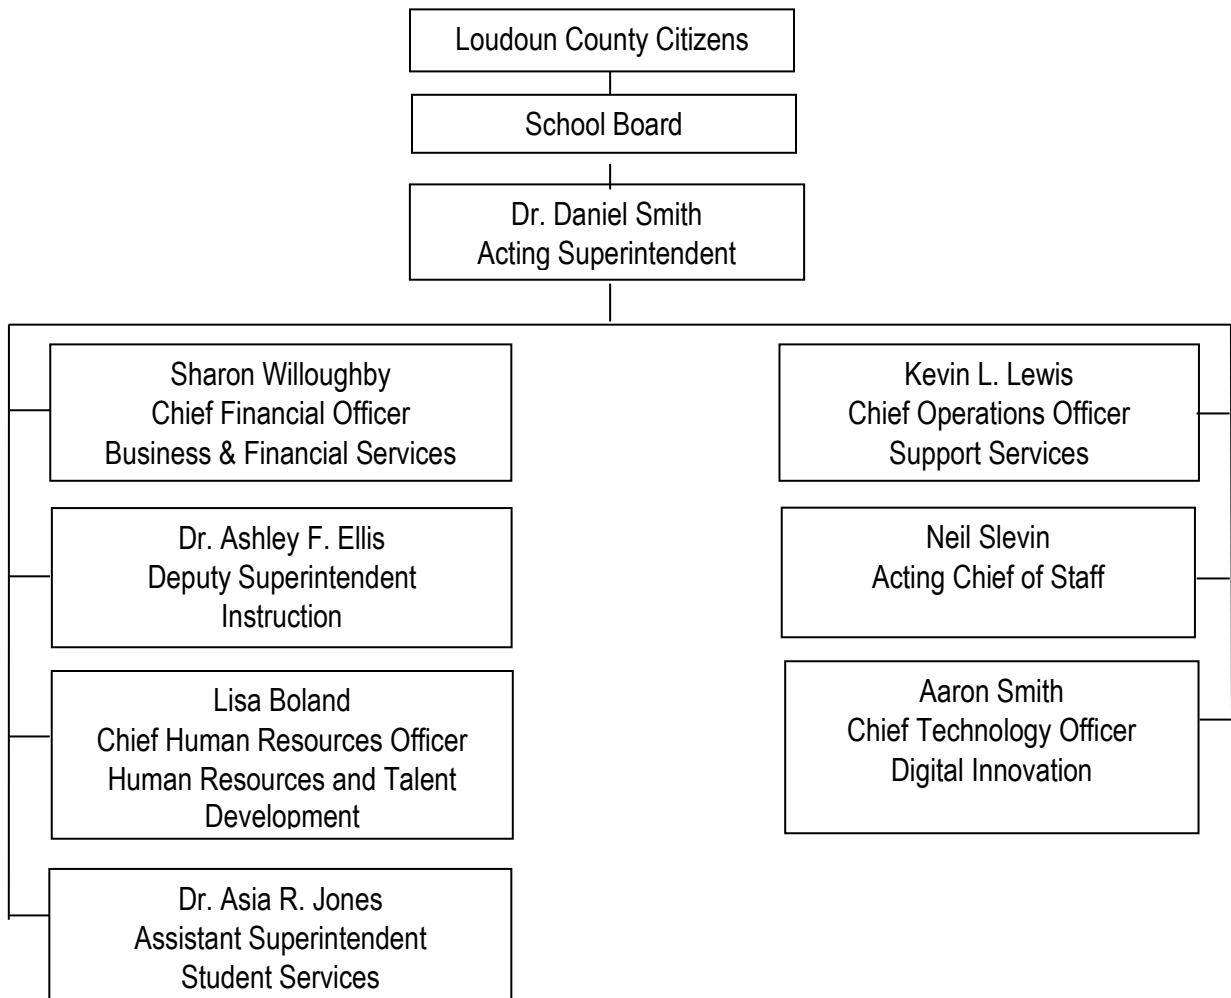 Loudoun County Citizens
School Board
Dr. Daniel Smith
Acting Superintendent
Sharon Willoughby
Chief Financial Officer
Business & Financial Services
Kevin L. Lewis
Chief Operations Officer
Support Services
Dr. Ashley F. Ellis
Deputy Superintendent
Instruction
Neil Slevin
Acting Chief of Staff
Lisa Boland
Chief Human Resources Officer
Human Resources and Talent
Development
Aaron Smith
Chief Technology Officer
Digital Innovation
Dr. Asia R. Jones
Assistant Superintendent
Student Services